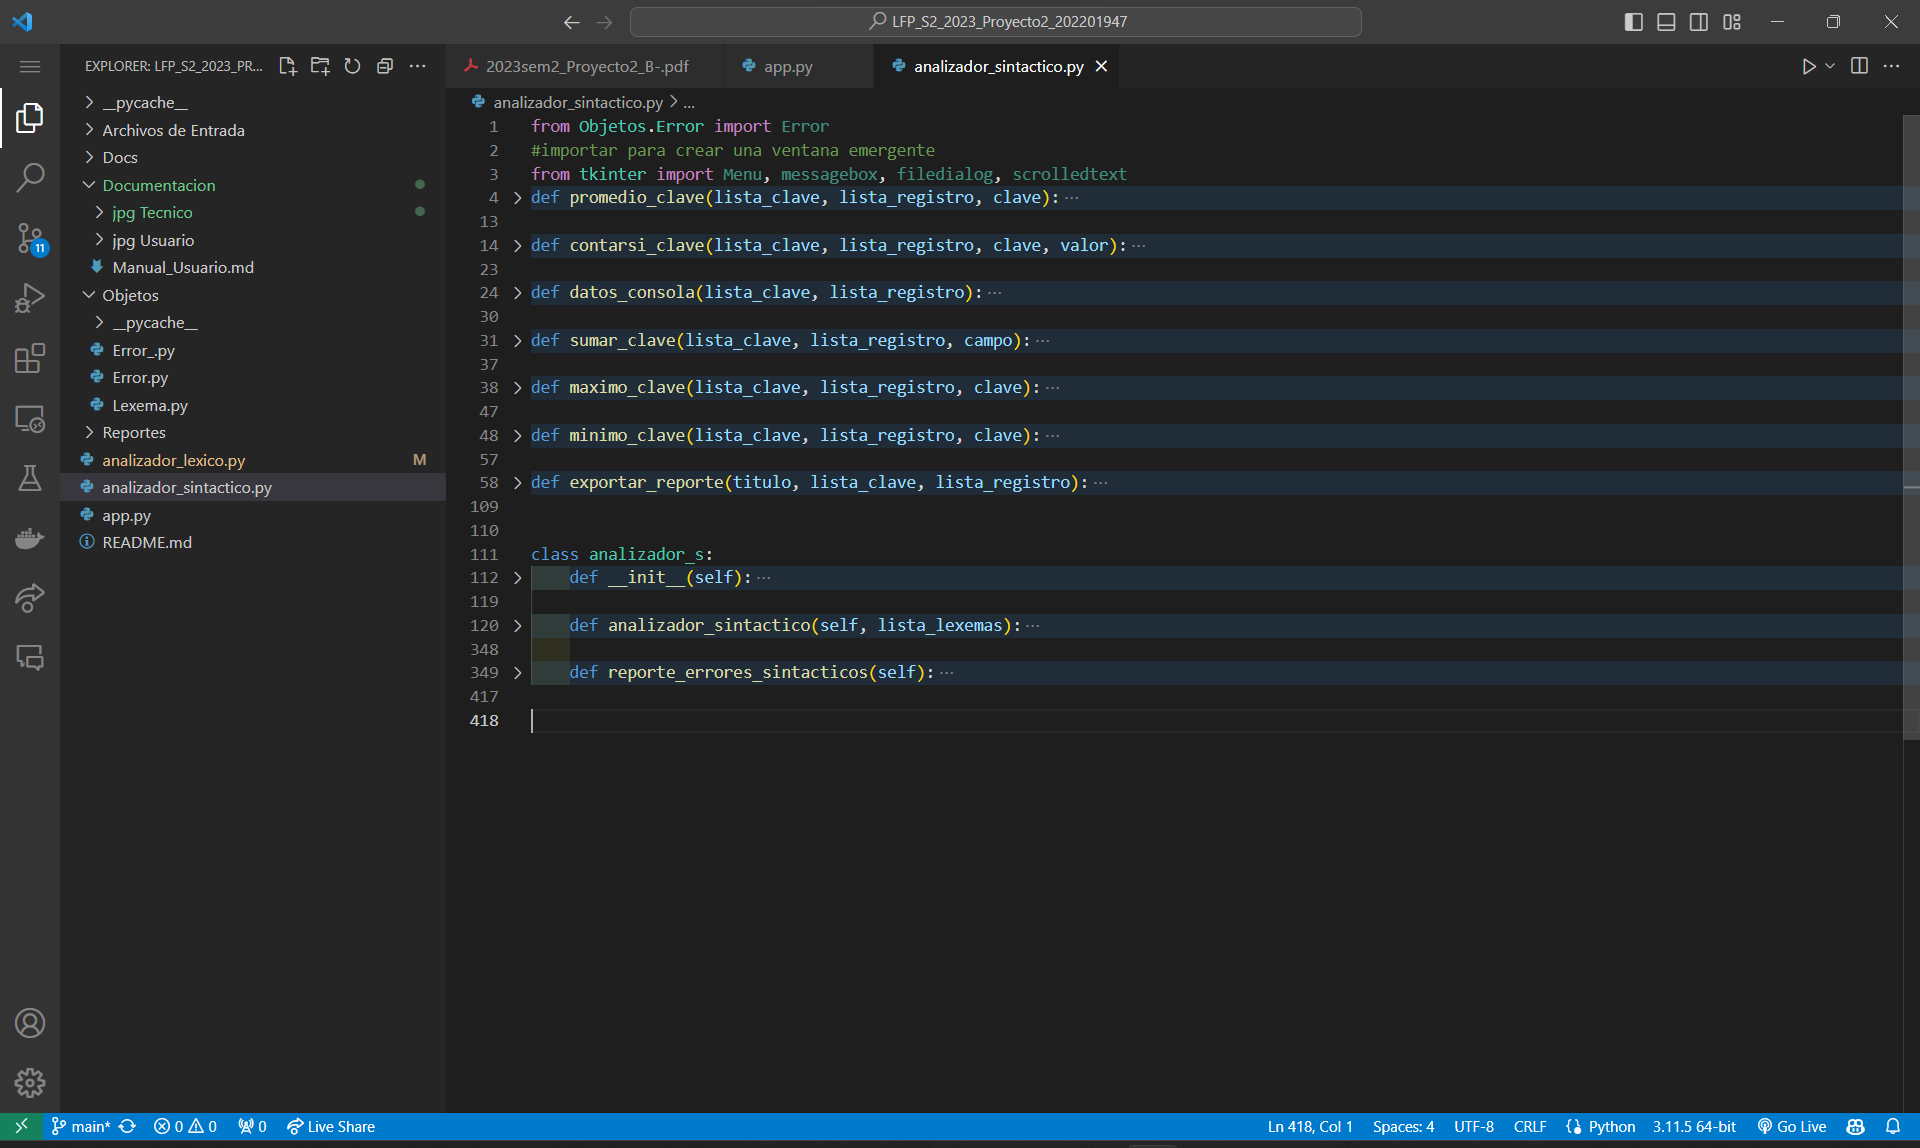 LFP_S2_2023_Proyecto2_202201947
EXPLORER: LFP_S2_2023_PR...
__pycache__
Archivos de Entrada
Docs
Documentacion
jpg Tecnico
jpg Usuario
Manual_Usuario.md
Objetos
__pycache__
Error_.py
Error.py
Lexema.py
Reportes
analizador_lexico.py M
analizador_sintactico.py
app.py
README.md
11
2023sem2_Proyecto2_B-.pdf
app.py
analizador_sintactico.py
analizador_sintactico.py > ...
1 from Objetos.Error import Error
2 #importar para crear una ventana emergente
3 from tkinter import Menu, messagebox, filedialog, scrolledtext
4 def promedio_clave(lista_clave, lista_registro, clave): ...
13
14 def contarsi_clave(lista_clave, lista_registro, clave, valor): ...
23
24 def datos_consola(lista_clave, lista_registro): ...
30
31 def sumar_clave(lista_clave, lista_registro, campo): ...
37
38 def maximo_clave(lista_clave, lista_registro, clave): ...
47
48 def minimo_clave(lista_clave, lista_registro, clave): ...
57
58 def exportar_reporte(titulo, lista_clave, lista_registro): ...
109
110
111 class analizador_s:
112 def __init__(self): ...
119
120 def analizador_sintactico(self, lista_lexemas): ...
348
349 def reporte_errores_sintacticos(self): ...
417
418
main* 0 0 0 Live Share
Ln 418, Col 1 Spaces: 4 UTF-8 CRLF Python 3.11.5 64-bit Go Live